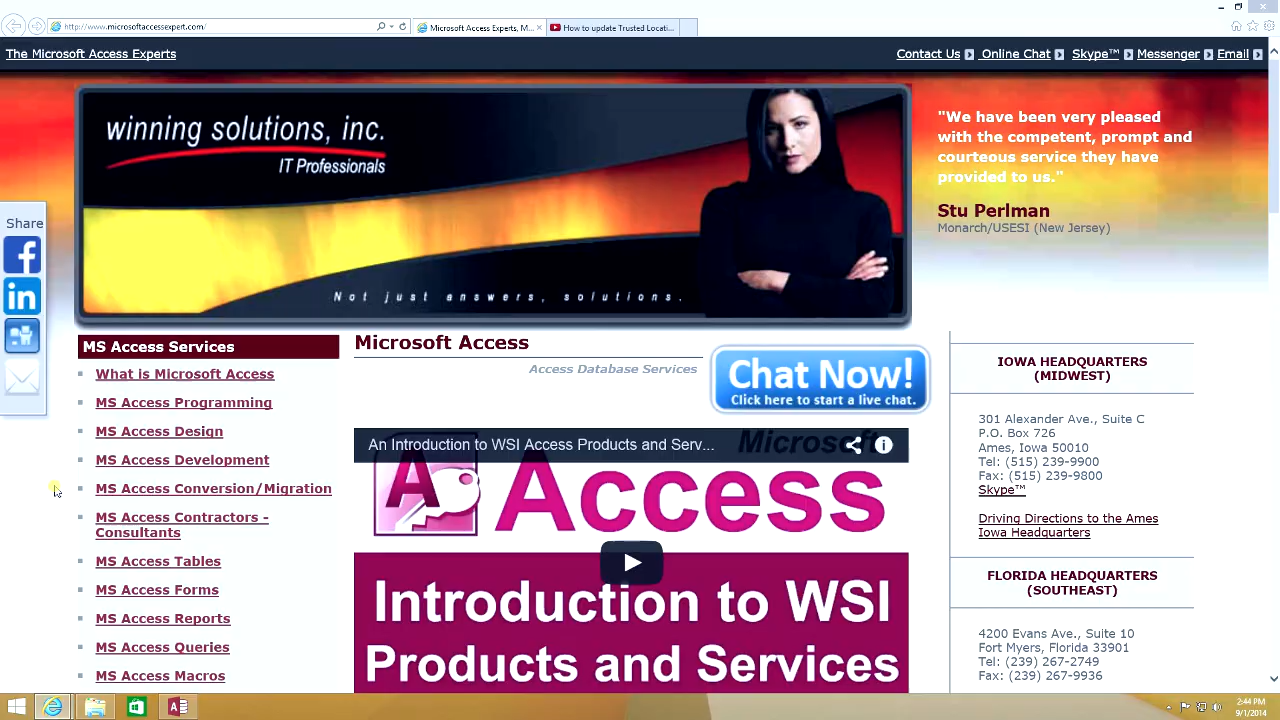 http://www.microsoftaccessexpert.com/
Microsoft Access Experts, M...
How to update Trusted Locati...
The Microsoft Access Experts
Contact Us
Online Chat
Skype™
Messenger
Email
winning solutions, inc.
IT Professionals
Not just answers, solutions.
"We have been very pleased
with the competent, prompt and
courteous service they have
provided to us."
Stu Perlman
Monarch/USESI (New Jersey)
Share
MS Access Services
What is Microsoft Access
MS Access Programming
MS Access Design
MS Access Development
MS Access Conversion/Migration
MS Access Contractors -
Consultants
MS Access Tables
MS Access Forms
MS Access Reports
MS Access Queries
MS Access Macros
Microsoft Access
Access Database Services
Chat Now!
Click here to start a live chat.
An Introduction to WSI Access Products and Serv...
Microsoft
A
Access
Introduction to WSI
Products and Services
IOWA HEADQUARTERS
(MIDWEST)
301 Alexander Ave., Suite C
P.O. Box 726
Ames, Iowa 50010
Tel: (515) 239-9900
Fax: (515) 239-9800
Skype™
Driving Directions to the Ames
Iowa Headquarters
FLORIDA HEADQUARTERS
(SOUTHEAST)
4200 Evans Ave., Suite 10
Fort Myers, Florida 33901
Tel: (239) 267-2749
Fax: (239) 267-9936
2:44 PM
9/1/2014